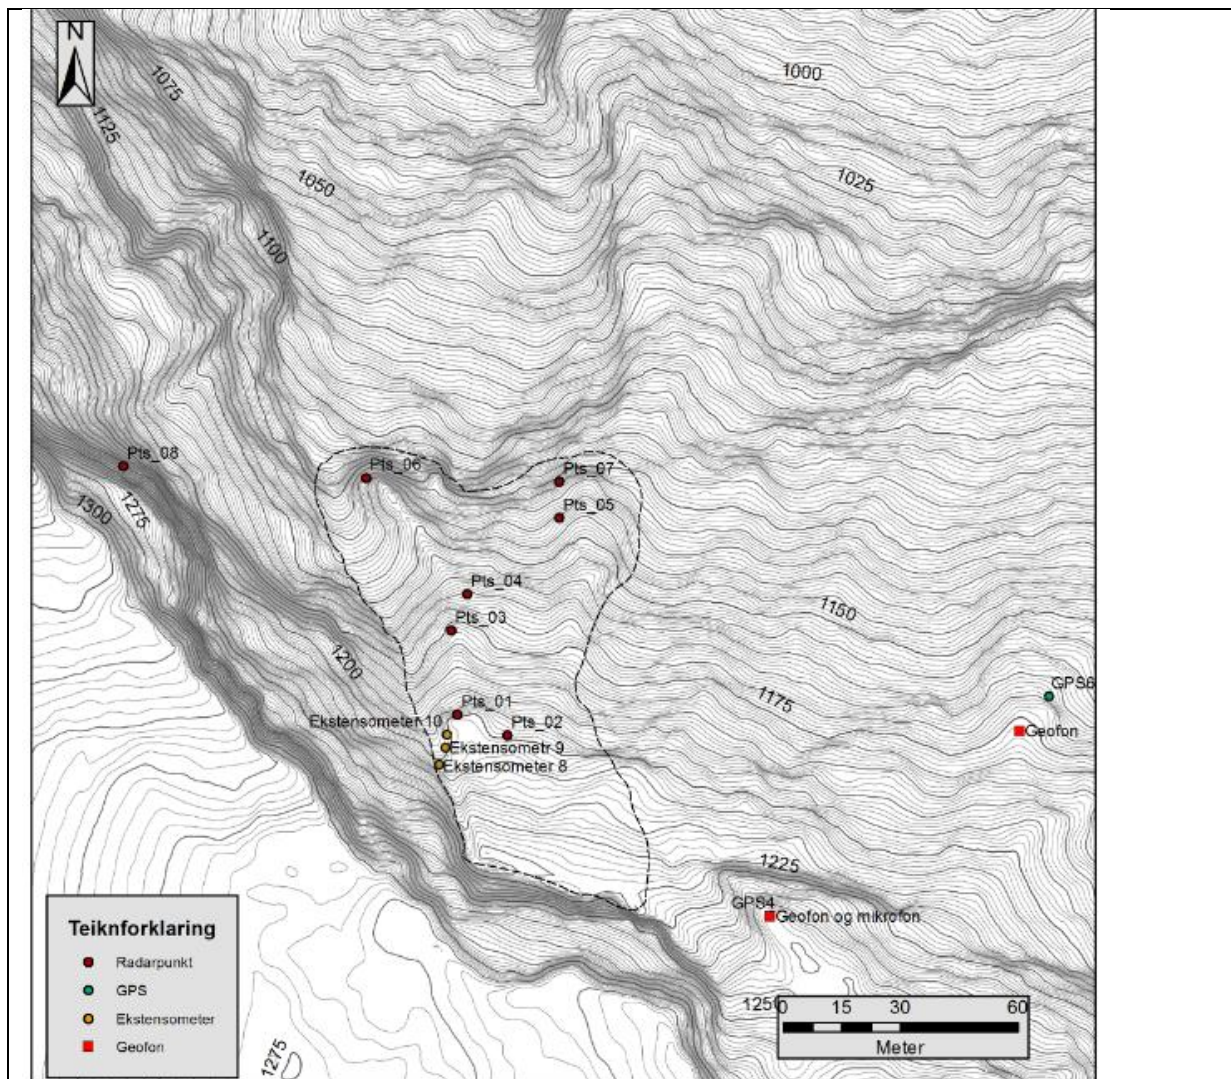 N
1000
1075
1125
1050
1025
1100
Pts_08
Pts_06
Pts_07
1275
1300
Pts_05
Pts_04
1150
Pts_03
1200
GPS6
1175
Pts_01
Ekstensometer 10
Pts_02
Geofon
Ekstensometr 9
Ekstensometer 8
1225
GPS4
Geofon og mikrofon
Teiknforklaring
Radarpunkt
GPS
Ekstensometer
Geofon
1250
0 15 30 60
Meter
1275